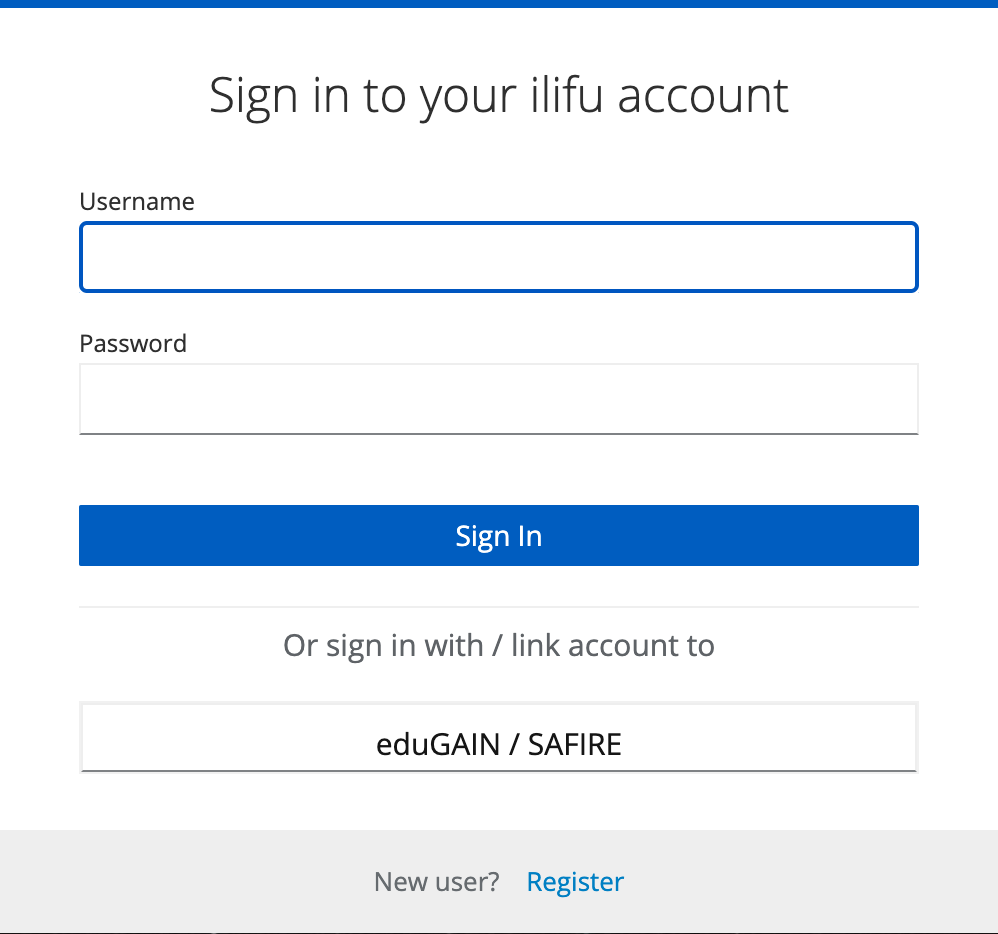 Sign in to your ilifu account
Username
Password
Sign In
Or sign in with / link account to
eduGAIN / SAFIRE
New user? Register